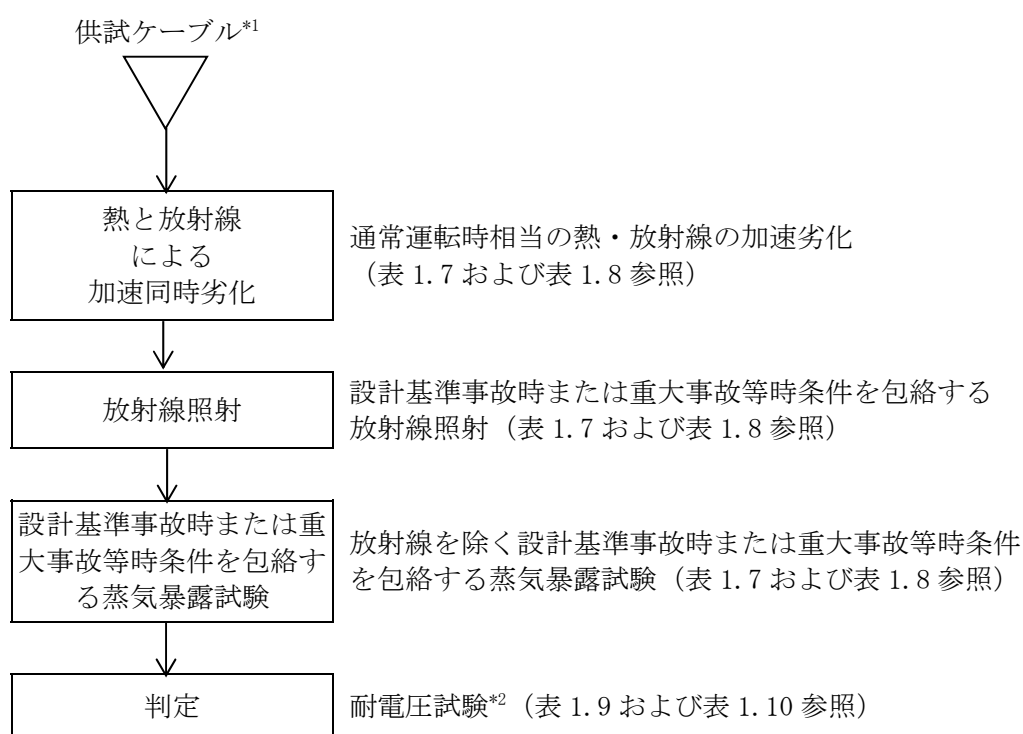 供試ケーブル*1
熱と放射線
による
加速同時劣化
通常運転時相当の熱・放射線の加速劣化
（表 1.7 および表 1.8 参照）
放射線照射
設計基準事故時または重大事故等時条件を包絡する
放射線照射（表 1.7 および表 1.8 参照）
設計基準事故時または重
大事故等時条件を包絡す
る蒸気暴露試験
放射線を除く設計基準事故時または重大事故等時条件
を包絡する蒸気暴露試験（表 1.7 および表 1.8 参照）
判定
耐電圧試験*2（表 1.9 および表 1.10 参照）